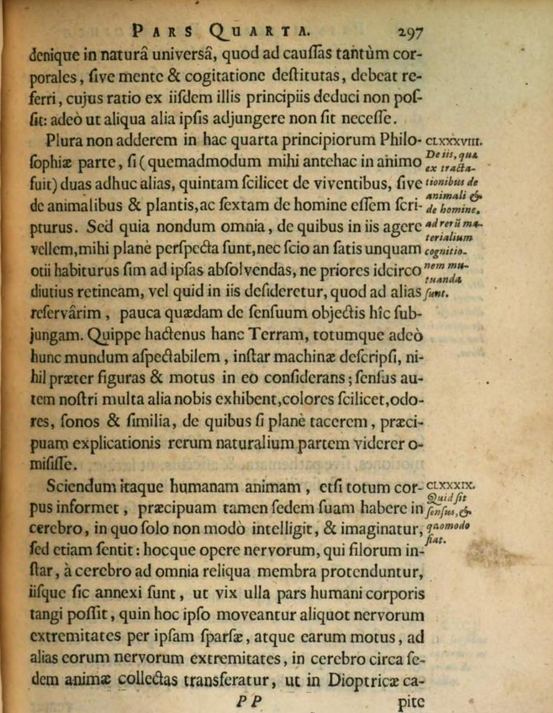 PARS QUARTA. 297
denique in naturâ universâ, quod ad caussas tantùm cor-
porales, sive mente & cogitatione destitutas, debeat re-
ferri, cujus ratio ex iisdem illis principiis deduci non pos-
sit: adeò ut aliqua alia ipsis adjungere non sit necesse.
Plura non adderem in hac quarta principiorum Philo-
sophiæ parte, si (quemadmodum mihi antehac in animo
fuit) duas adhuc alias, quintam scilicet de viventibus, sive
de animalibus & plantis, ac sextam de homine essem scri-
pturus. Sed quia nondum omnia, de quibus in iis agere
vellem, mihi planè perspecta sunt, nec scio an satis unquam
otii habiturus sim ad ipsas absolvendas, ne priores idcirco
diutius retineam, vel quid in iis desideretur, quod ad alias
reservârim, pauca quædam de sensuum objectis hîc sub-
jungam. Quippe hactenus hanc Terram, totumque adeò
hunc mundum aspectabilem, instar machinæ descripsi, ni-
hil præter figuras & motus in eo considerans; sensus au-
tem nostri multa alia nobis exhibent, colores scilicet, odo-
res, sonos & similia, de quibus si planè tacerem, præci-
puam explicationis rerum naturalium partem viderer o-
misisse.
CLXXXVIII.
De iis, quæ
ex tracta-
tionibus de
animali &
de homine,
ad rerū ma-
terialium
cognitio-
nem mu-
tuanda
sunt.
Sciendum itaque humanam animam, etsi totum cor-
pus informet, præcipuam tamen sedem suam habere in
cerebro, in quo solo non modò intelligit, & imaginatur,
sed etiam sentit: hocque opere nervorum, qui filorum in-
star, à cerebro ad omnia reliqua membra protenduntur,
iisque sic annexi sunt, ut vix ulla pars humani corporis
tangi possit, quin hoc ipso moveantur aliquot nervorum
extremitates per ipsam sparsæ, atque earum motus, ad
alias eorum nervorum extremitates, in cerebro circa se-
dem animæ collectas transferatur, ut in Dioptricæ ca-
CLXXXIX.
Quid sit
sensus, &
quomodo
fiat.
PP pite